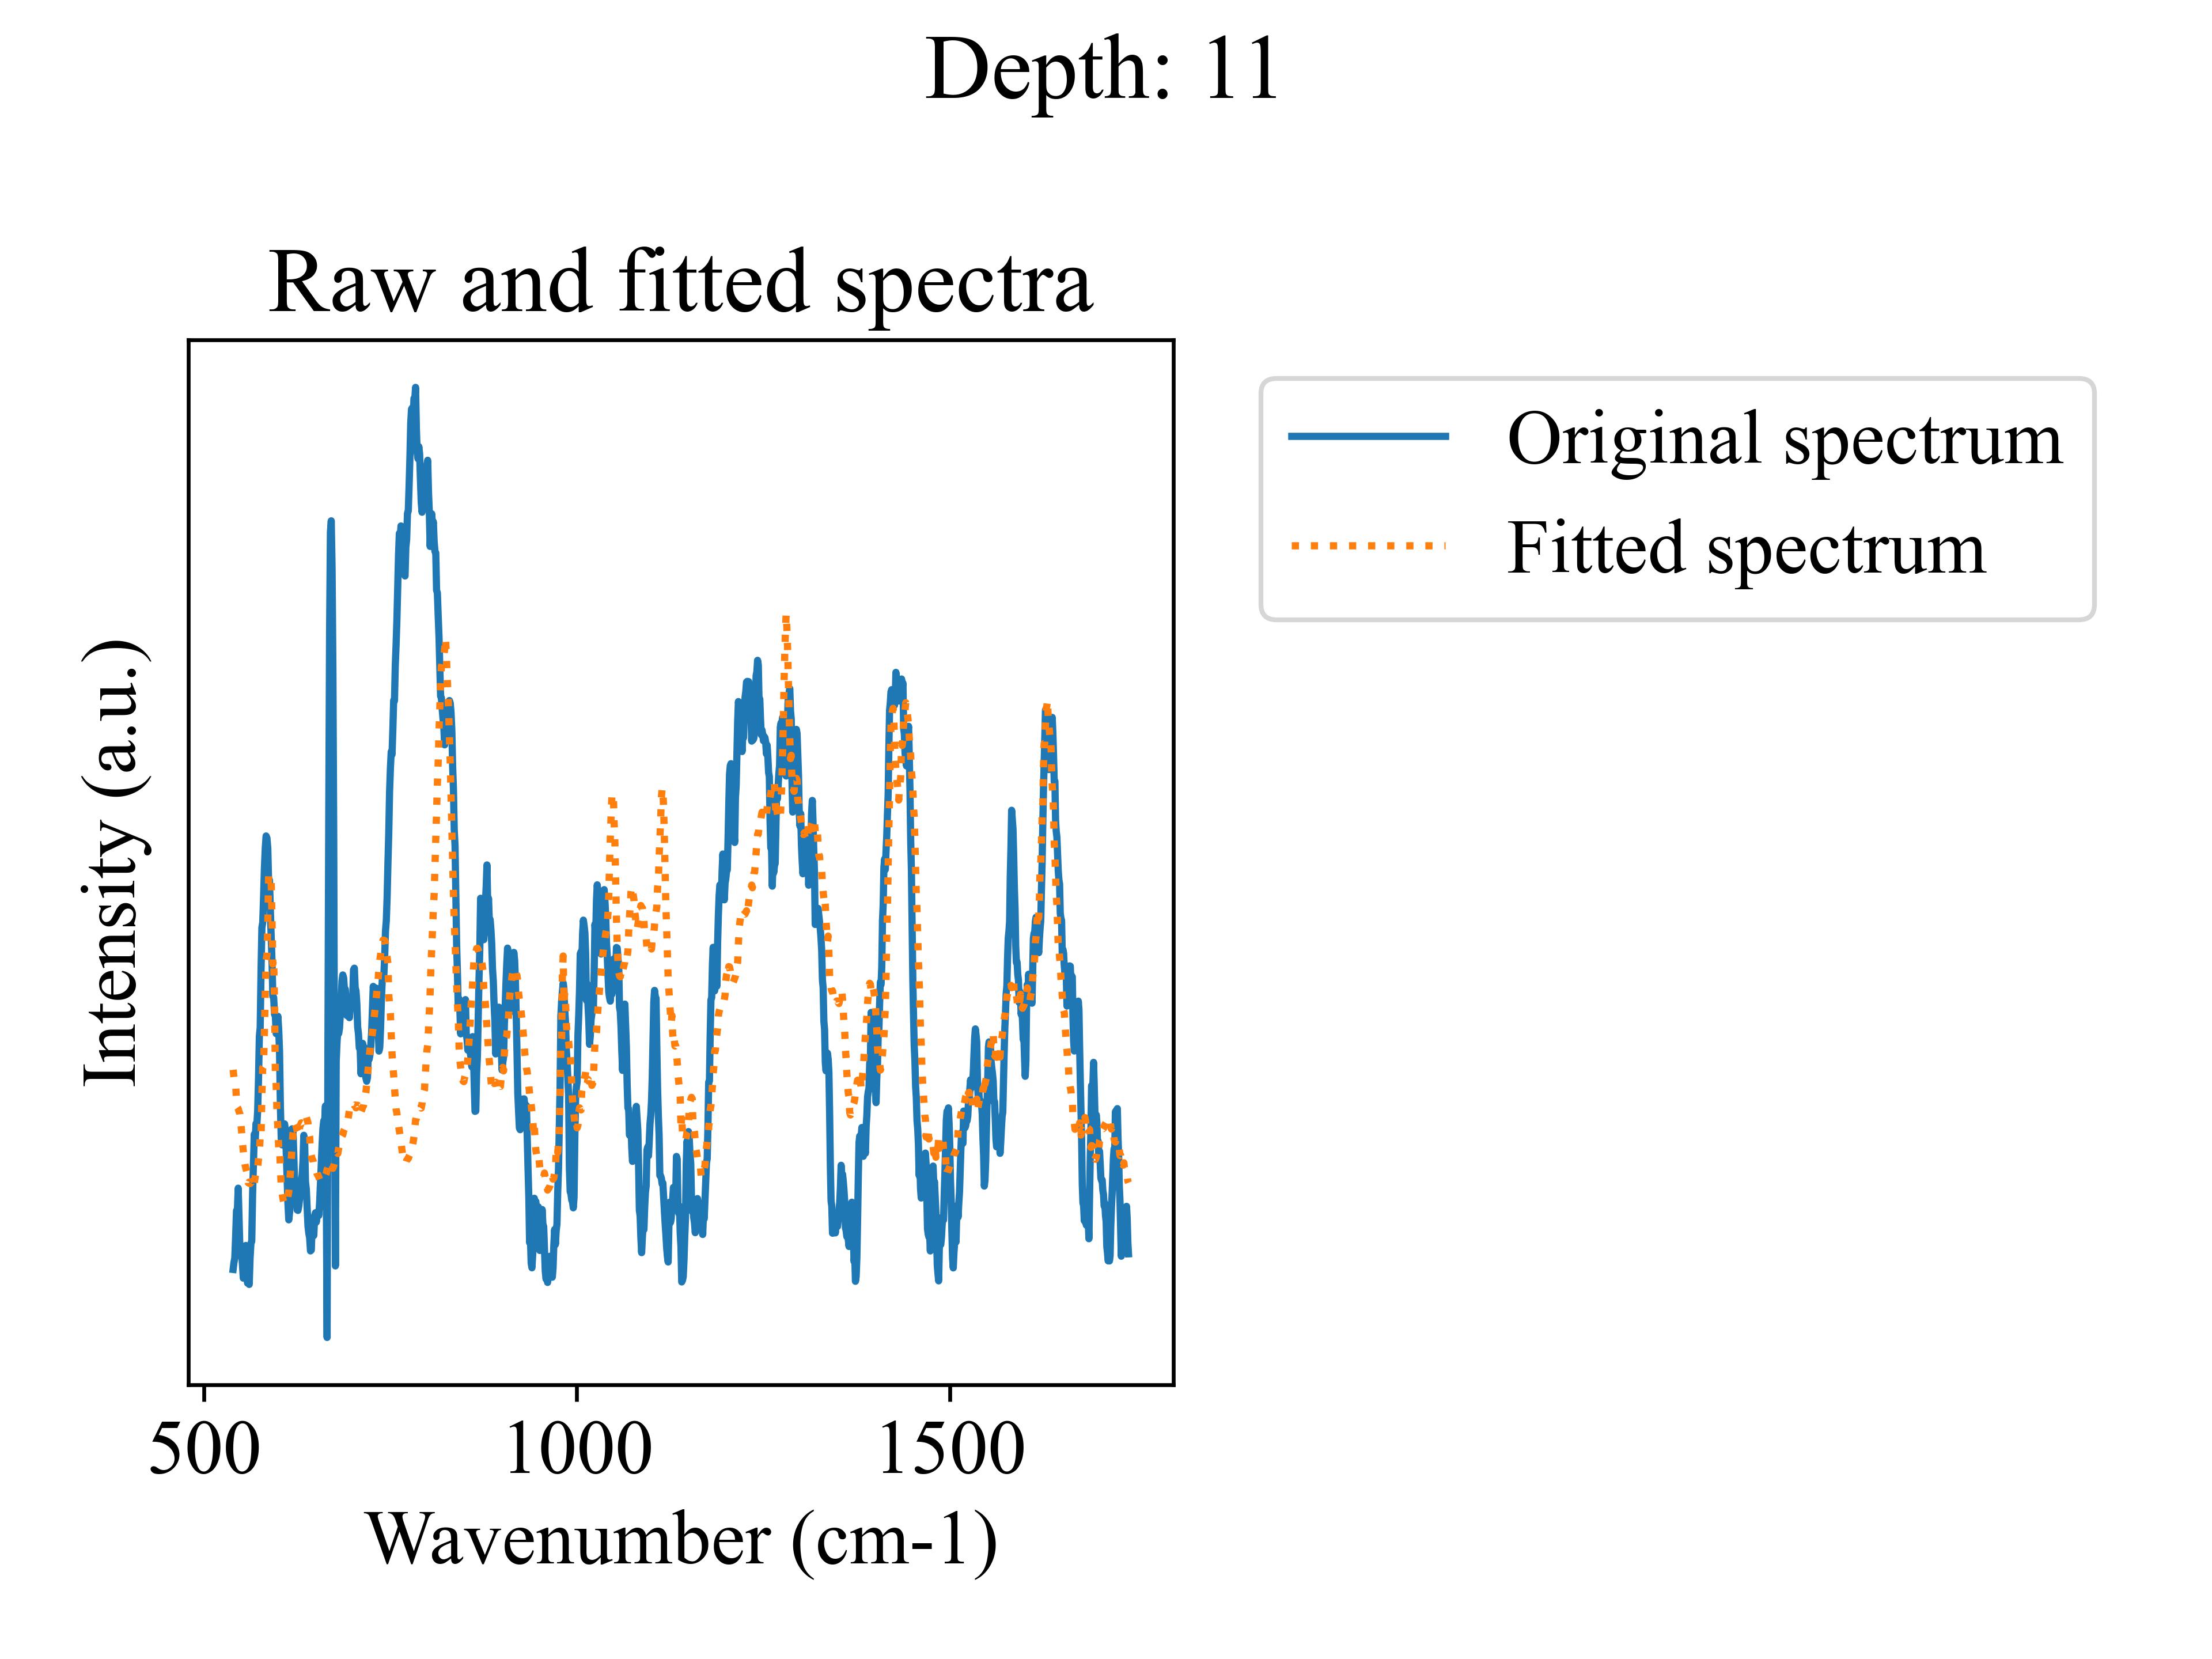 Depth: 11
Raw and fitted spectra
Original spectrum
Fitted spectrum
Intensity (a.u.)
500 1000 1500
Wavenumber (cm-1)